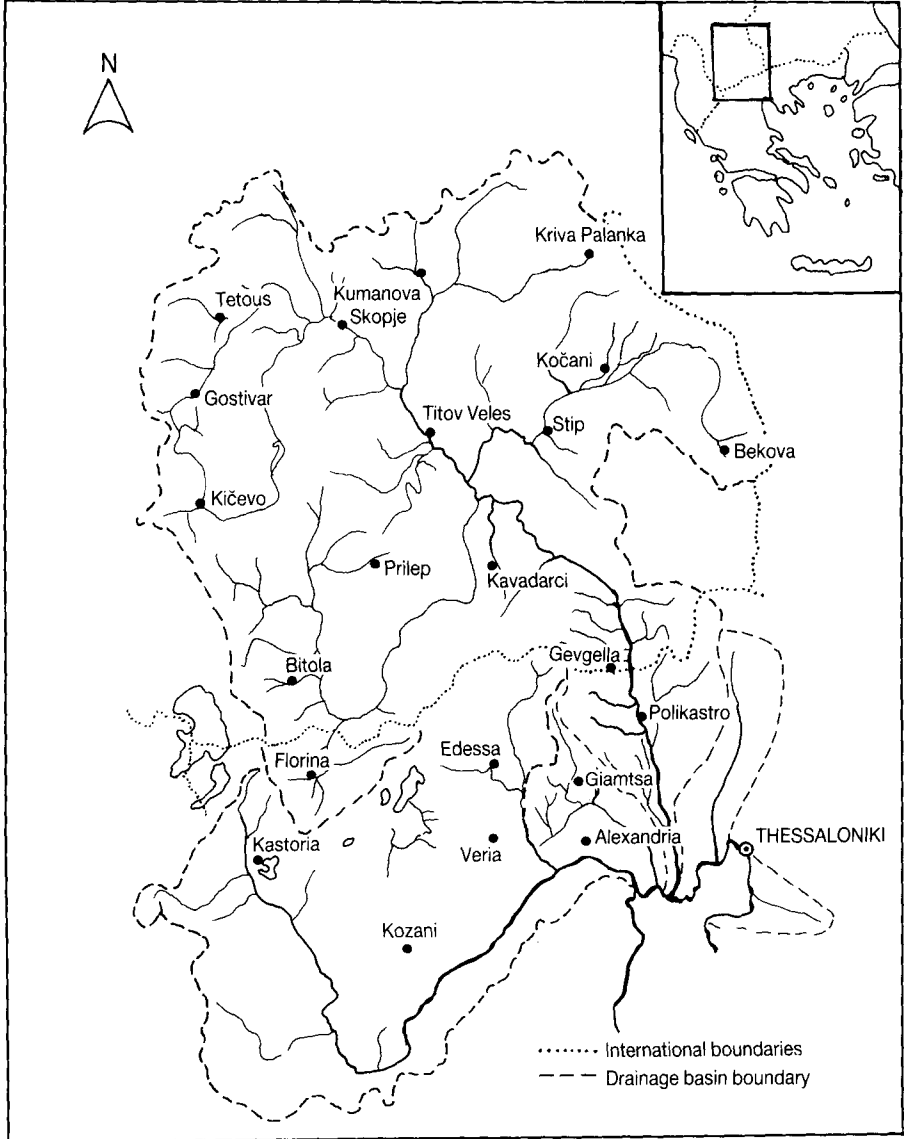 N
Kriva Palanka
Tetous
Kumanova
Skopje
Kočani
Gostivar
Titov Veles
Stip
Bekova
Kičevo
Prilep
Kavadarci
Gevgella
Bitola
Polikastro
Edessa
Florina
Giamtsa
Alexandria
THESSALONIKI
Veria
Kastoria
Kozani
International boundaries
Drainage basin boundary